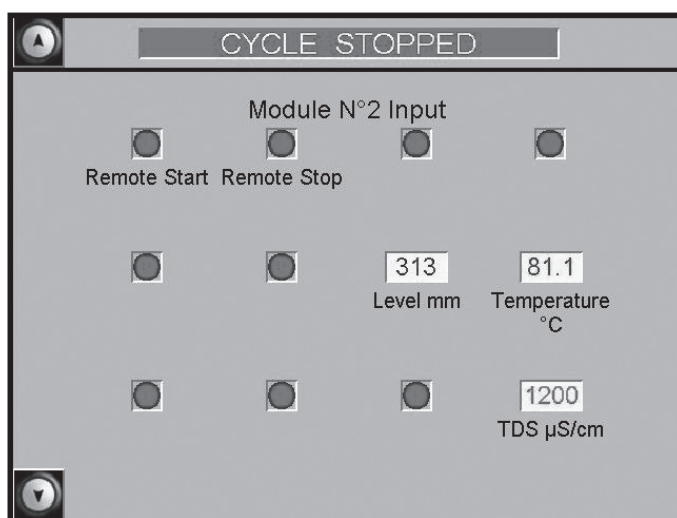 CYCLE STOPPED
Module N°2 Input
Remote Start Remote Stop
313 81.1
Level mm Temperature
°C
1200
TDS µS/cm